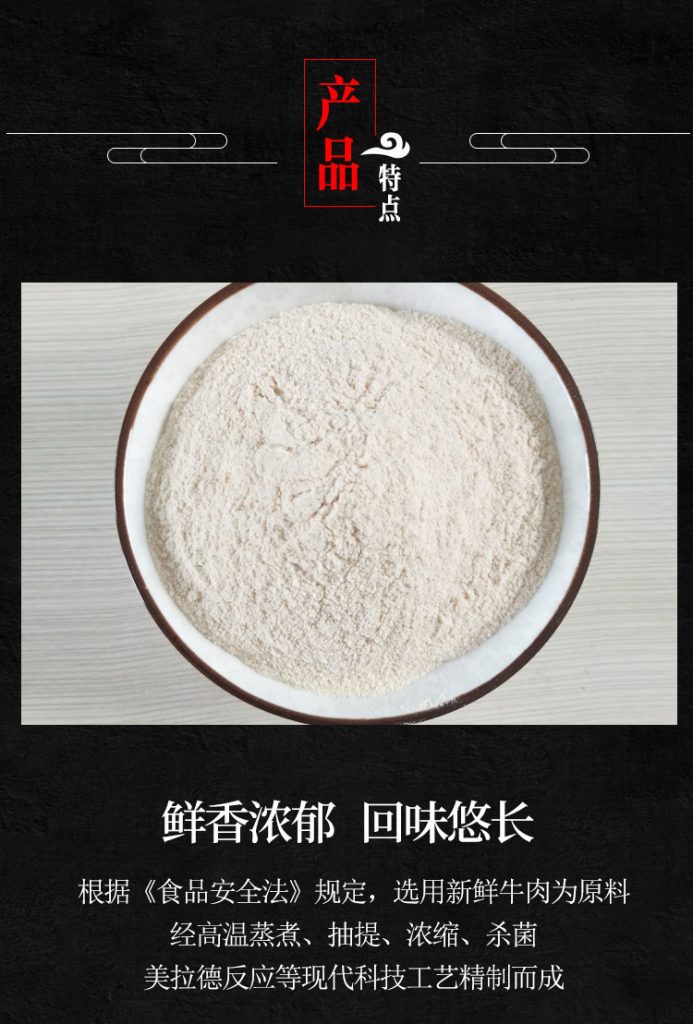 产品
特点
鲜香浓郁 回味悠长
根据《食品安全法》规定，选用新鲜牛肉为原料
经高温蒸煮、抽提、浓缩、杀菌
美拉德反应等现代科技工艺精制而成